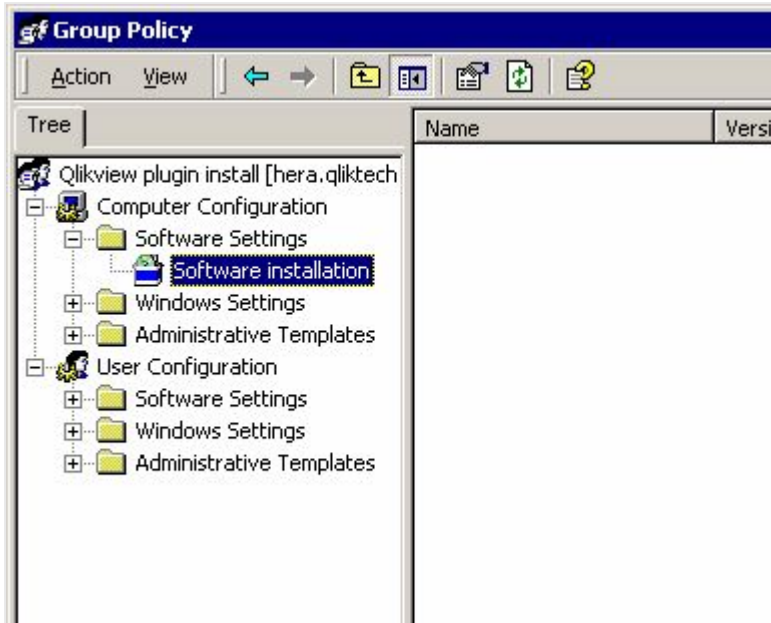 Group Policy
Action View
Tree
Name Versi
Qlikview plugin install [hera.qliktech
Computer Configuration
Software Settings
Software installation
Windows Settings
Administrative Templates
User Configuration
Software Settings
Windows Settings
Administrative Templates